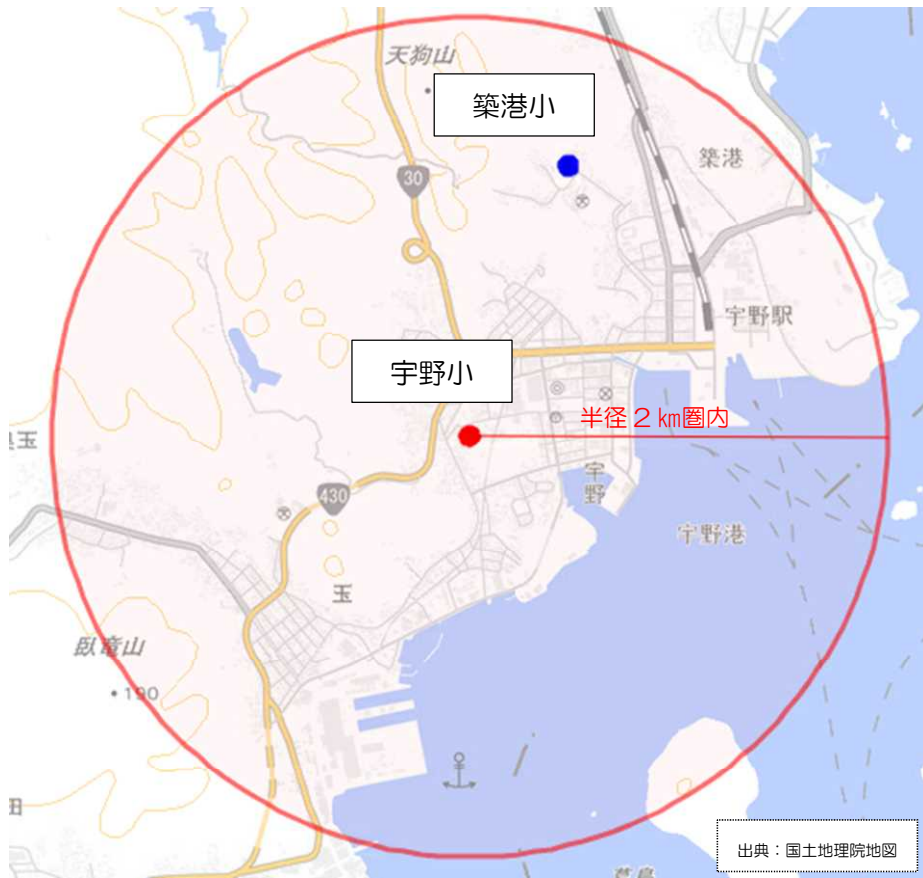 天狗山
築港小
30
築港
宇野駅
宇野小
半径２㎞圏内
宇
野
430
宇野港
玉
臥竜山
・190
田
出典：国土地理院地図